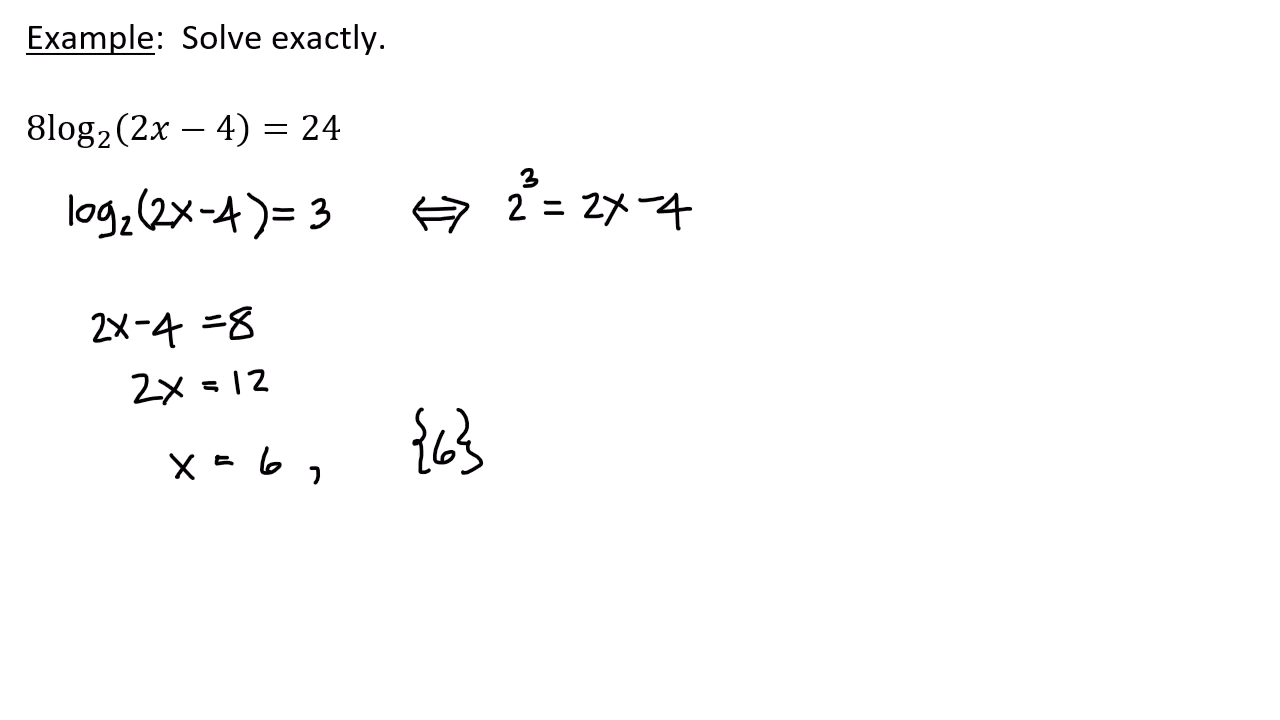 Example: Solve exactly.
8log₂(2x − 4) = 24
log₂(2x-4) = 3 ⟺ 2³ = 2x-4
2x-4 = 8
2x = 12
x = 6 , {6}